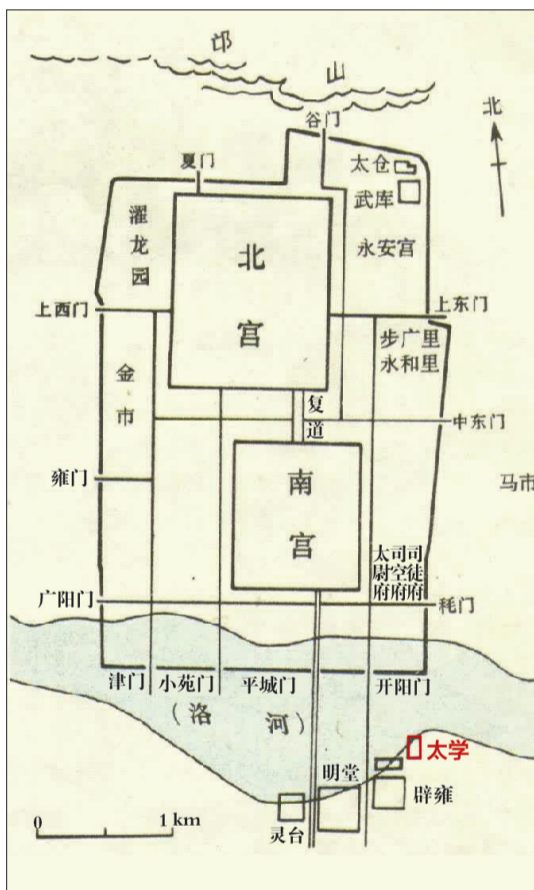 邙山
北
谷门
夏门
太仓
武库
濯龙园
北宫
永安宫
上西门
上东门
步广里
永和里
金市
复道
中东门
雍门
南宫
马市
太尉府
司空府
司徒府
广阳门
耗门
津门
小苑门
平城门
开阳门
(洛河)
太学
明堂
辟雍
灵台
0 1 km